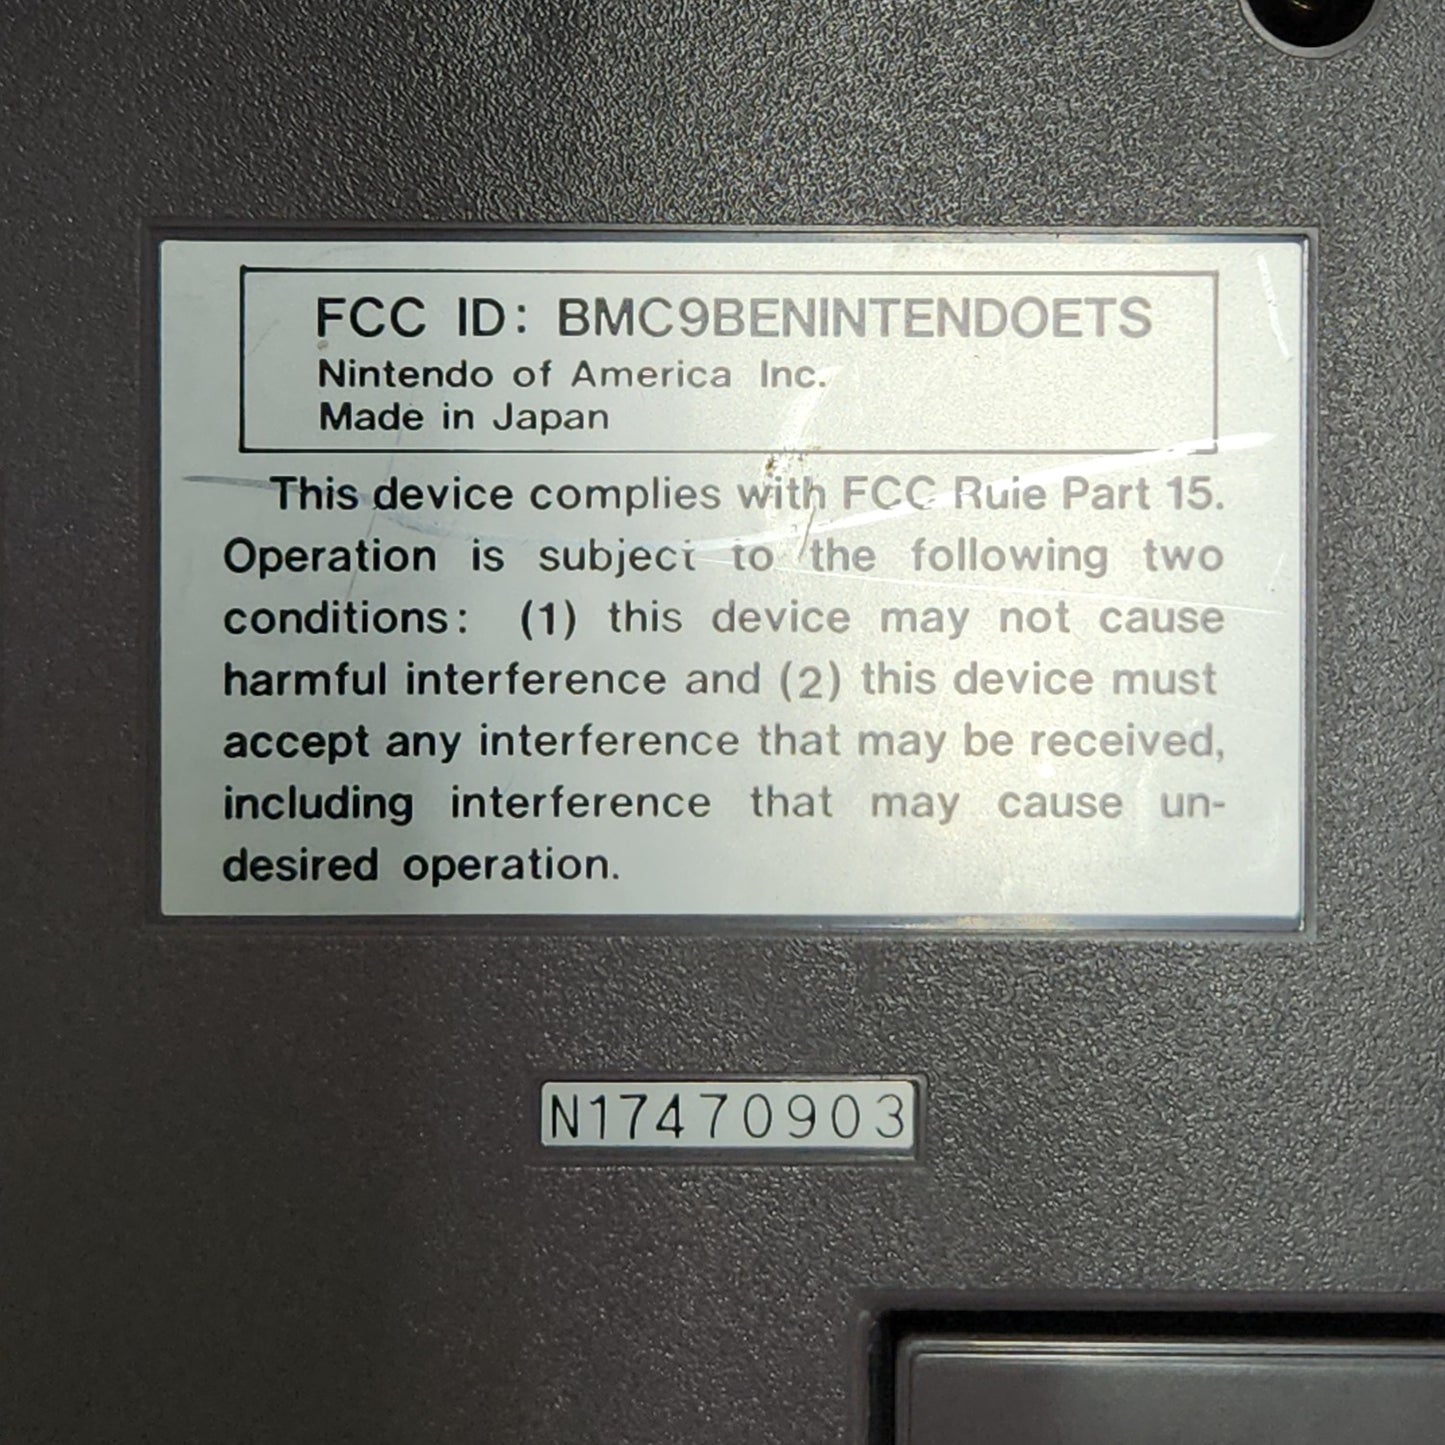 FCC ID: BMC9BENINTENDOETS
Nintendo of America Inc.
Made in Japan
This device complies with FCC Ruie Part 15.
Operation is subject to the following two
conditions: (1) this device may not cause
harmful interference and (2) this device must
accept any interference that may be received,
including interference that may cause un-
desired operation.
N17470903